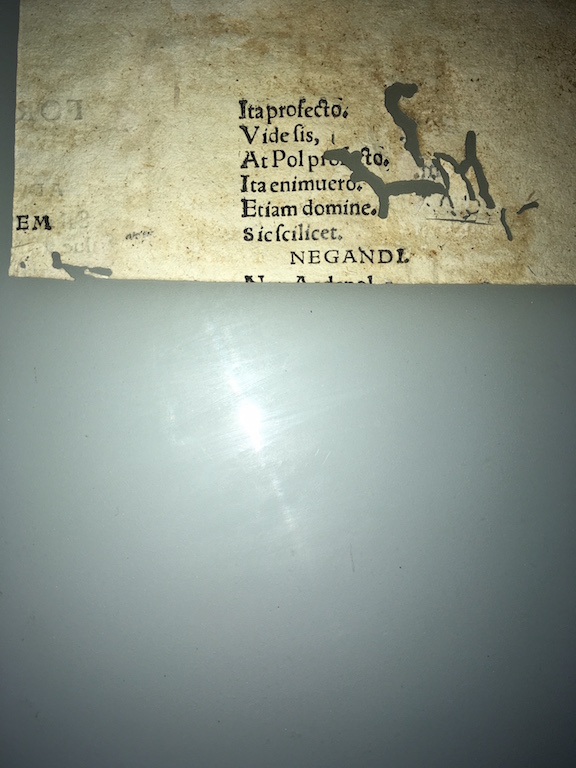 Ita profecto.
Vide sis,
At Pol profecto.
Ita enimuero.
Etiam domine.
EM
Sic scilicet.
NEGANDI.